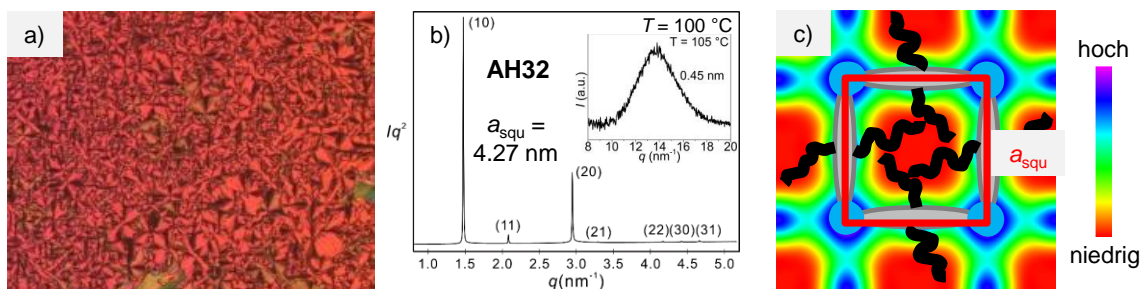 a)
b)
T = 100 °C
(10)
AH32
a_squ =
4.27 nm
Iq²
(20)
(11)
(21)
(22)(30)(31)
1.0 1.5 2.0 2.5 3.0 3.5 4.0 4.5 5.0
q(nm⁻¹)
T = 105 °C
0.45 nm
I (a.u.)
8 10 12 14 16 18 20
q (nm⁻¹)
c)
a_squ
hoch
niedrig